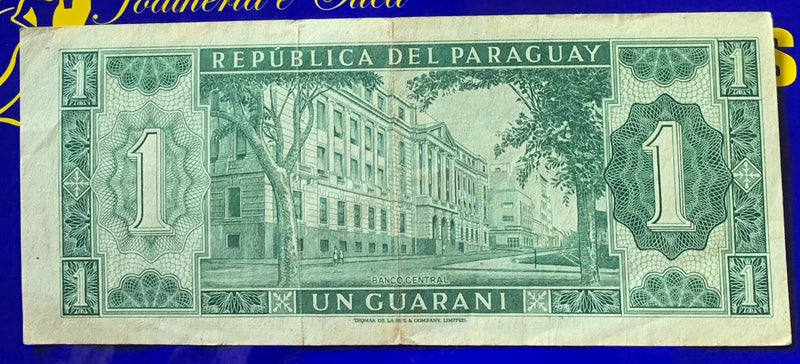 REPÚBLICA DEL PARAGUAY
1 1
1 1
BANCO CENTRAL
1 1
UN GUARANI
THOMAS DE LA RUE & COMPANY, LIMITED.